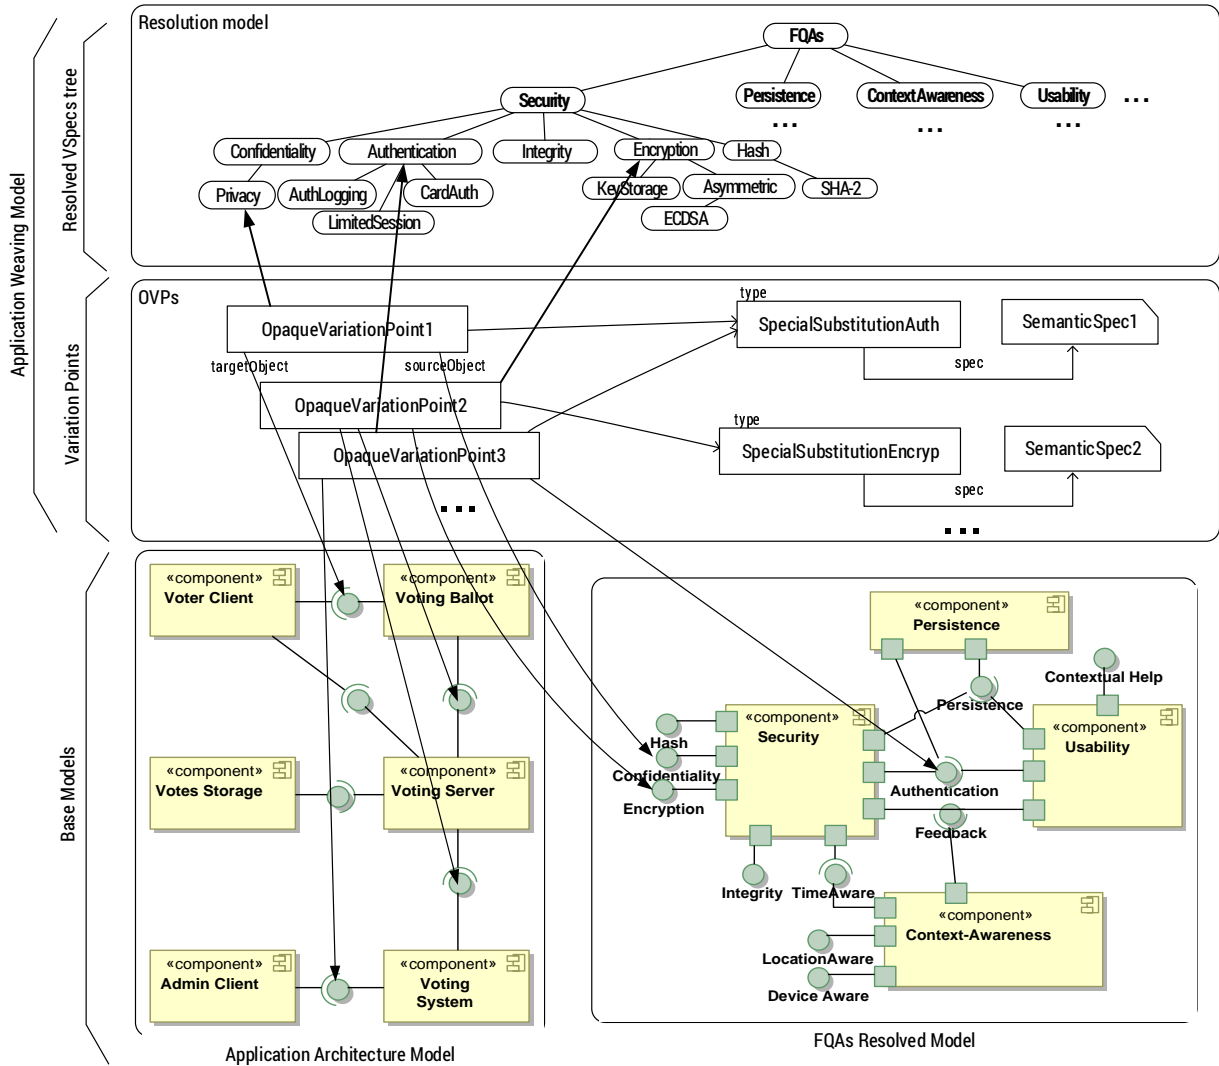 Resolution model
FQAs
Security
Persistence
ContextAwareness
Usability
...
...
...
...
Confidentiality
Authentication
Integrity
Encryption
Hash
Privacy
AuthLogging
CardAuth
KeyStorage
Asymmetric
SHA-2
LimitedSession
ECDSA
Application Weaving Model
Resolved VSpecs tree
Variation Points
OVPs
OpaqueVariationPoint1
type
SpecialSubstitutionAuth
SemanticSpec1
targetObject
sourceObject
spec
OpaqueVariationPoint2
type
OpaqueVariationPoint3
SpecialSubstitutionEncryp
SemanticSpec2
spec
...
...
Base Models
«component»
Voter Client
«component»
Voting Ballot
«component»
Votes Storage
«component»
Voting Server
«component»
Admin Client
«component»
Voting
System
Application Architecture Model
«component»
Persistence
Contextual Help
Persistence
«component»
Security
«component»
Usability
Hash
Confidentiality
Encryption
Authentication
Feedback
Integrity
TimeAware
«component»
Context-Awareness
LocationAware
Device Aware
FQAs Resolved Model